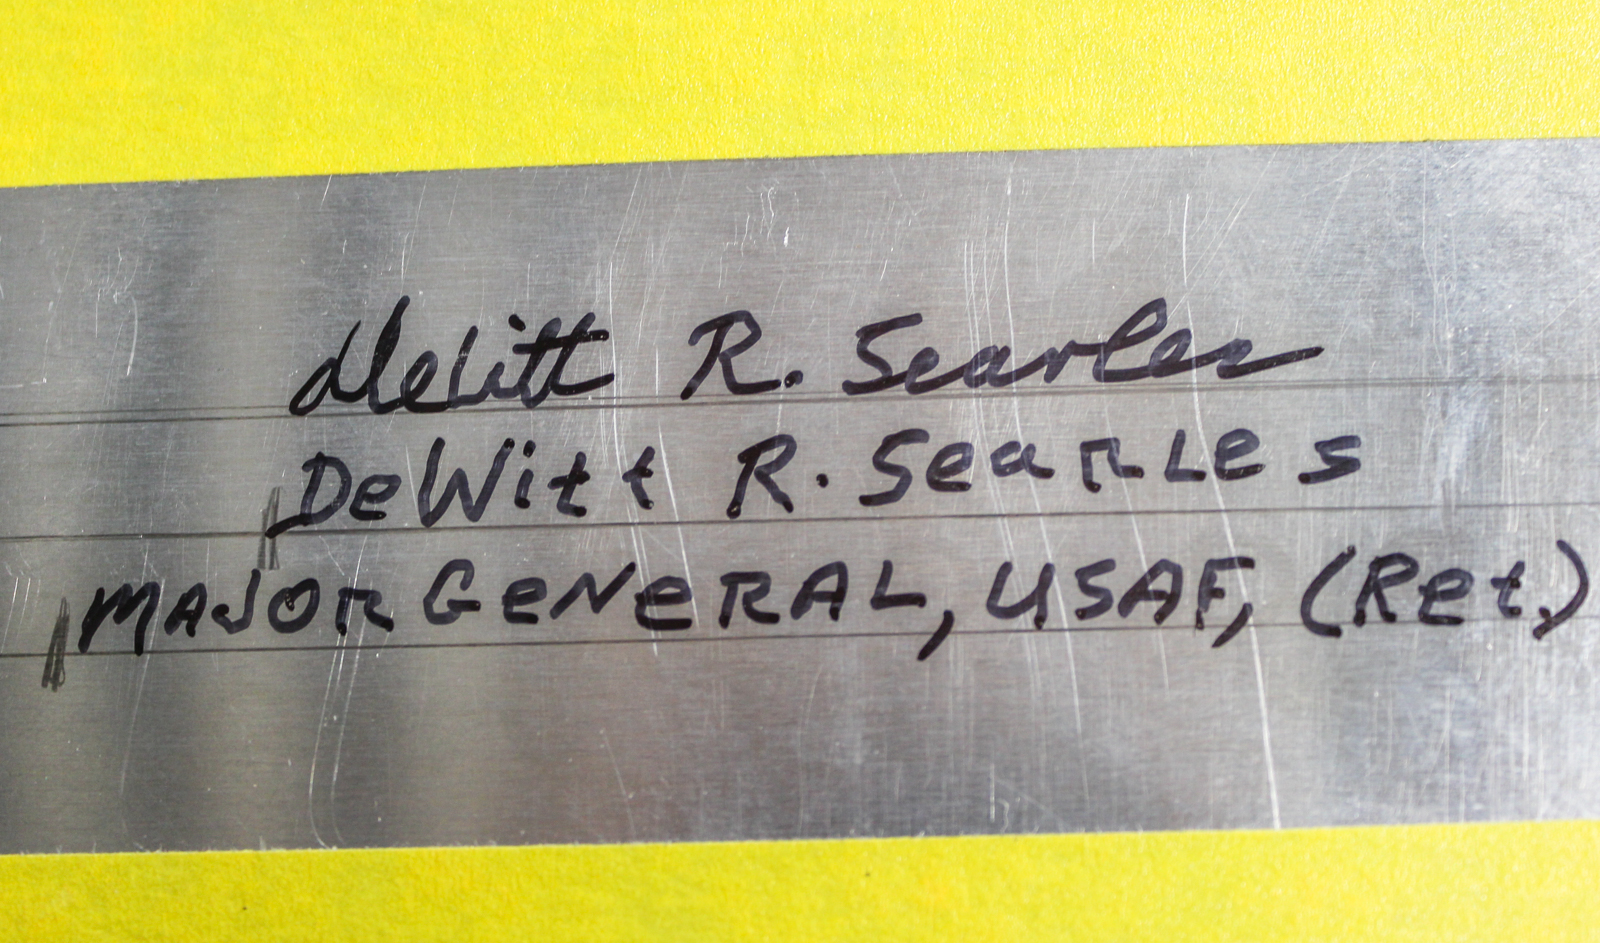 DeWitt R. Searles
DeWitt R. Searles
MAJOR GeNeRAL, USAF, (Ret.)